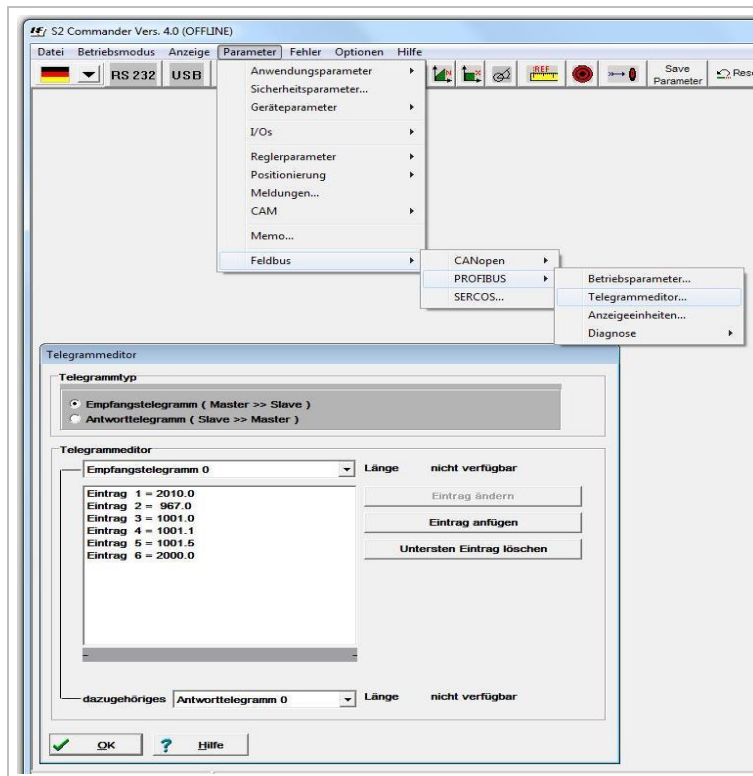 S2 Commander Vers. 4.0 (OFFLINE)
Datei Betriebsmodus Anzeige Parameter Fehler Optionen Hilfe
RS 232 USB REF Save Parameter Rese
Anwendungsparameter
Sicherheitsparameter...
Geräteparameter
I/Os
Reglerparameter
Positionierung
Meldungen...
CAM
Memo...
Feldbus
CANopen
PROFIBUS
SERCOS...
Betriebsparameter...
Telegrammeditor...
Anzeigeeinheiten...
Diagnose
Telegrammeditor
Telegrammtyp
Empfangstelegramm ( Master >> Slave )
Antworttelegramm ( Slave >> Master )
Telegrammeditor
Empfangstelegramm 0 Länge nicht verfügbar
Eintrag 1 = 2010.0
Eintrag 2 = 967.0
Eintrag 3 = 1001.0
Eintrag 4 = 1001.1
Eintrag 5 = 1001.5
Eintrag 6 = 2000.0
Eintrag ändern
Eintrag anfügen
Untersten Eintrag löschen
dazugehöriges Antworttelegramm 0 Länge nicht verfügbar
OK ? Hilfe